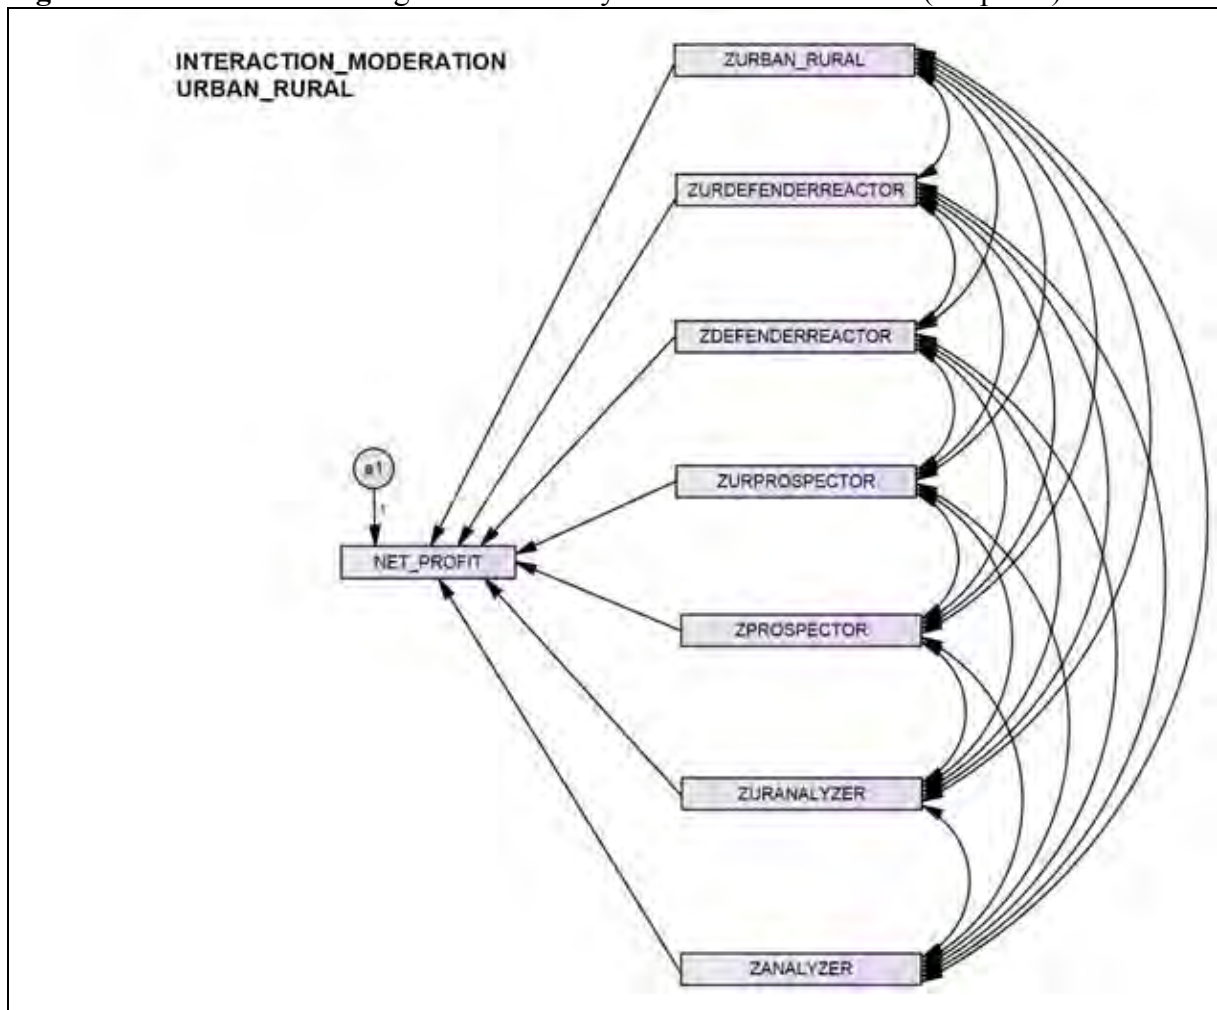 INTERACTION_MODERATION
URBAN_RURAL
ZURBAN_RURAL
ZURDEFENDERREACTOR
ZDEFENDERREACTOR
ZURPROSPECTOR
e1
1
NET_PROFIT
ZPROSPECTOR
ZURANALYZER
ZANALYZER